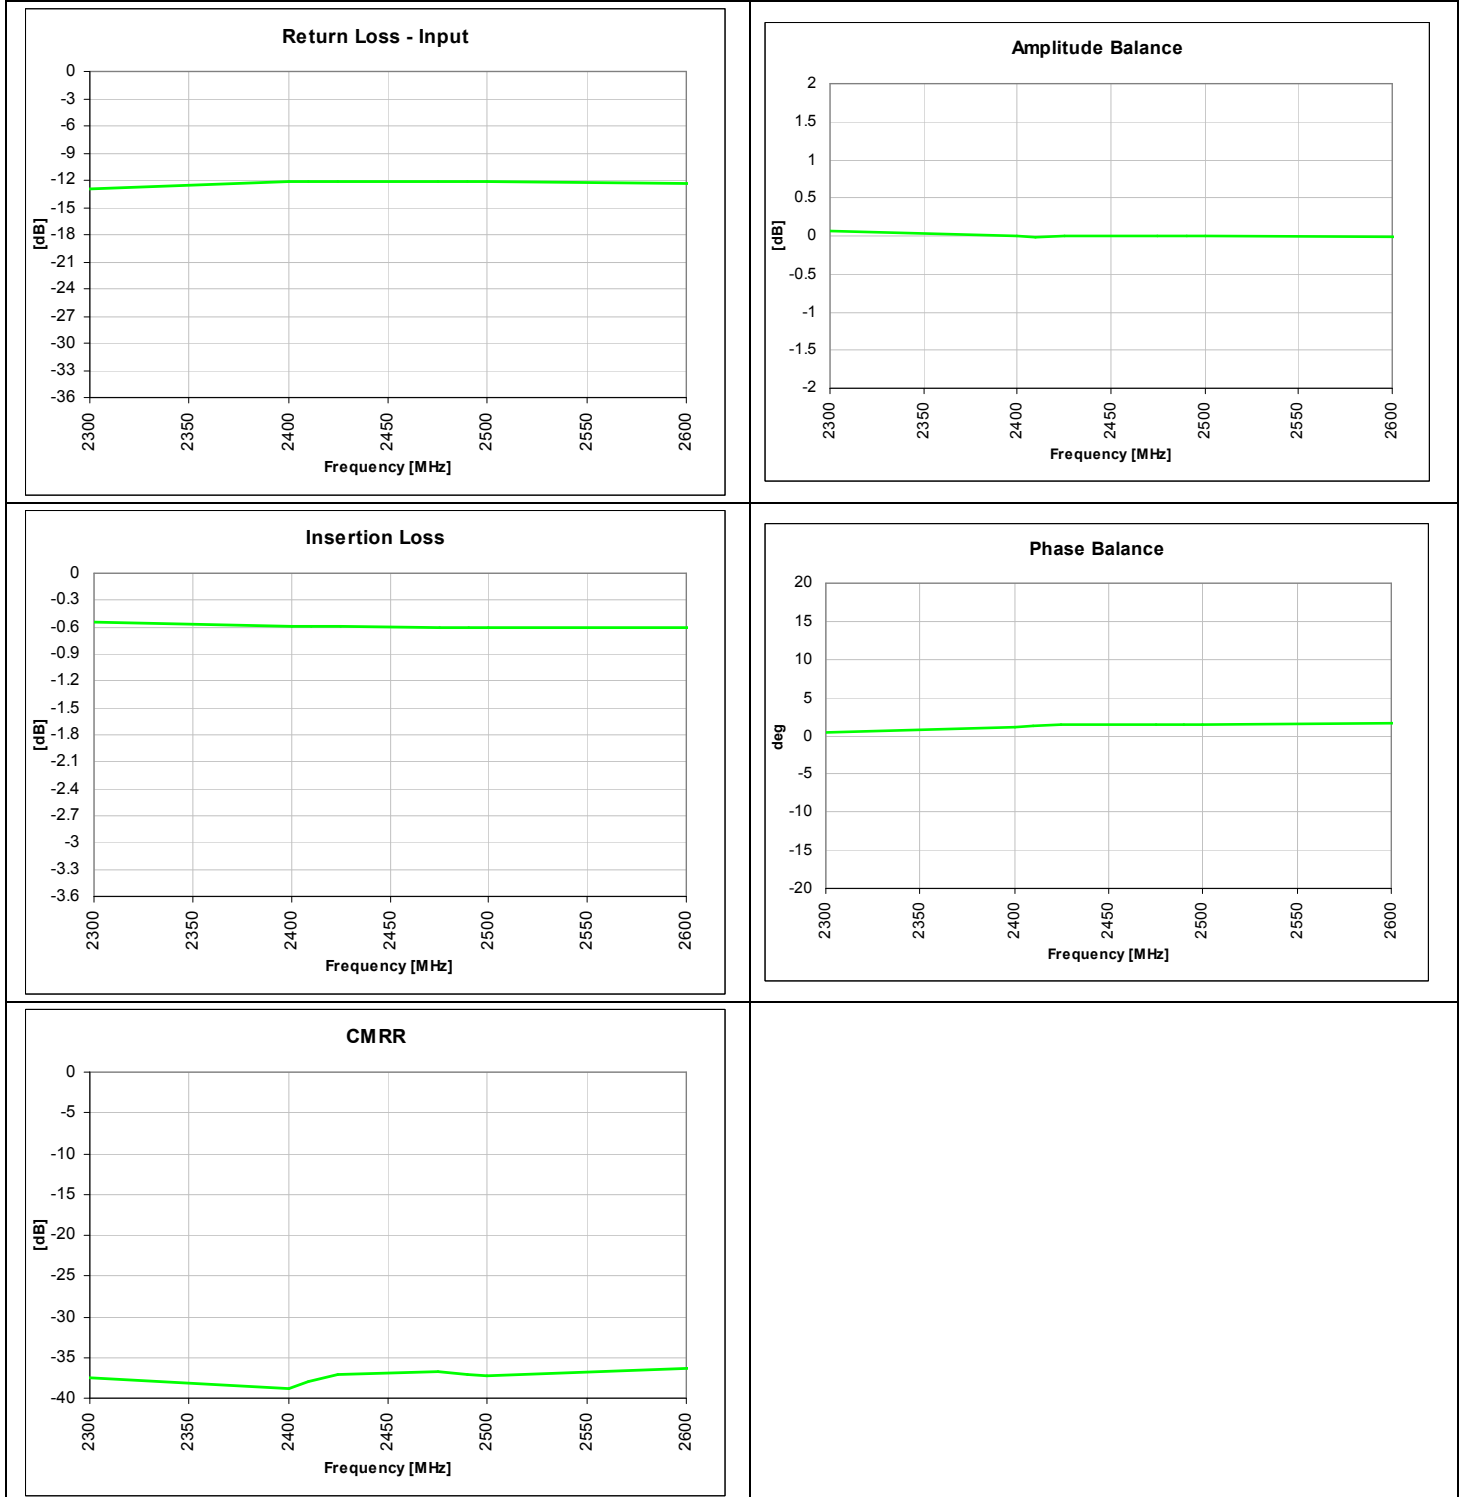 Return Loss - Input
0
-3
-6
-9
-12
-15
-18
-21
-24
-27
-30
-33
-36
[dB]
2300 2350 2400 2450 2500 2550 2600
Frequency [MHz]
Amplitude Balance
2
1.5
1
0.5
0
-0.5
-1
-1.5
-2
[dB]
2300 2350 2400 2450 2500 2550 2600
Frequency [MHz]
Insertion Loss
0
-0.3
-0.6
-0.9
-1.2
-1.5
-1.8
-2.1
-2.4
-2.7
-3
-3.3
-3.6
[dB]
2300 2350 2400 2450 2500 2550 2600
Frequency [MHz]
Phase Balance
20
15
10
5
0
-5
-10
-15
-20
deg
2300 2350 2400 2450 2500 2550 2600
Frequency [MHz]
CMRR
0
-5
-10
-15
-20
-25
-30
-35
-40
[dB]
2300 2350 2400 2450 2500 2550 2600
Frequency [MHz]